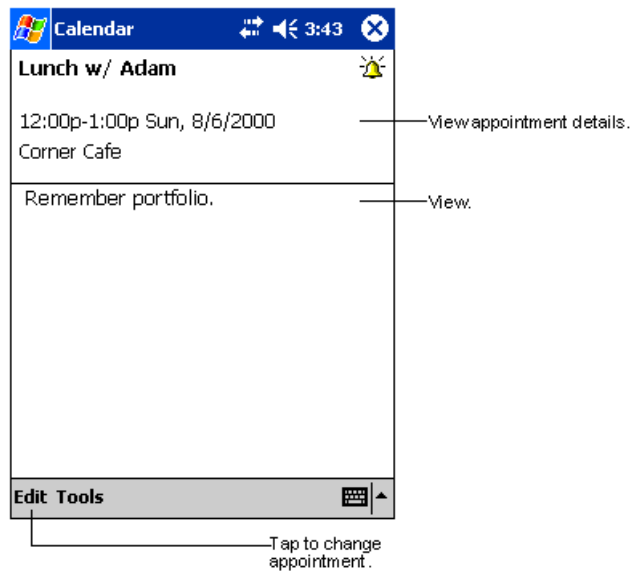 Calendar 3:43
Lunch w/ Adam
12:00p-1:00p Sun, 8/6/2000
View appointment details.
Corner Cafe
Remember portfolio.
View.
Edit Tools
Tap to change
appointment.